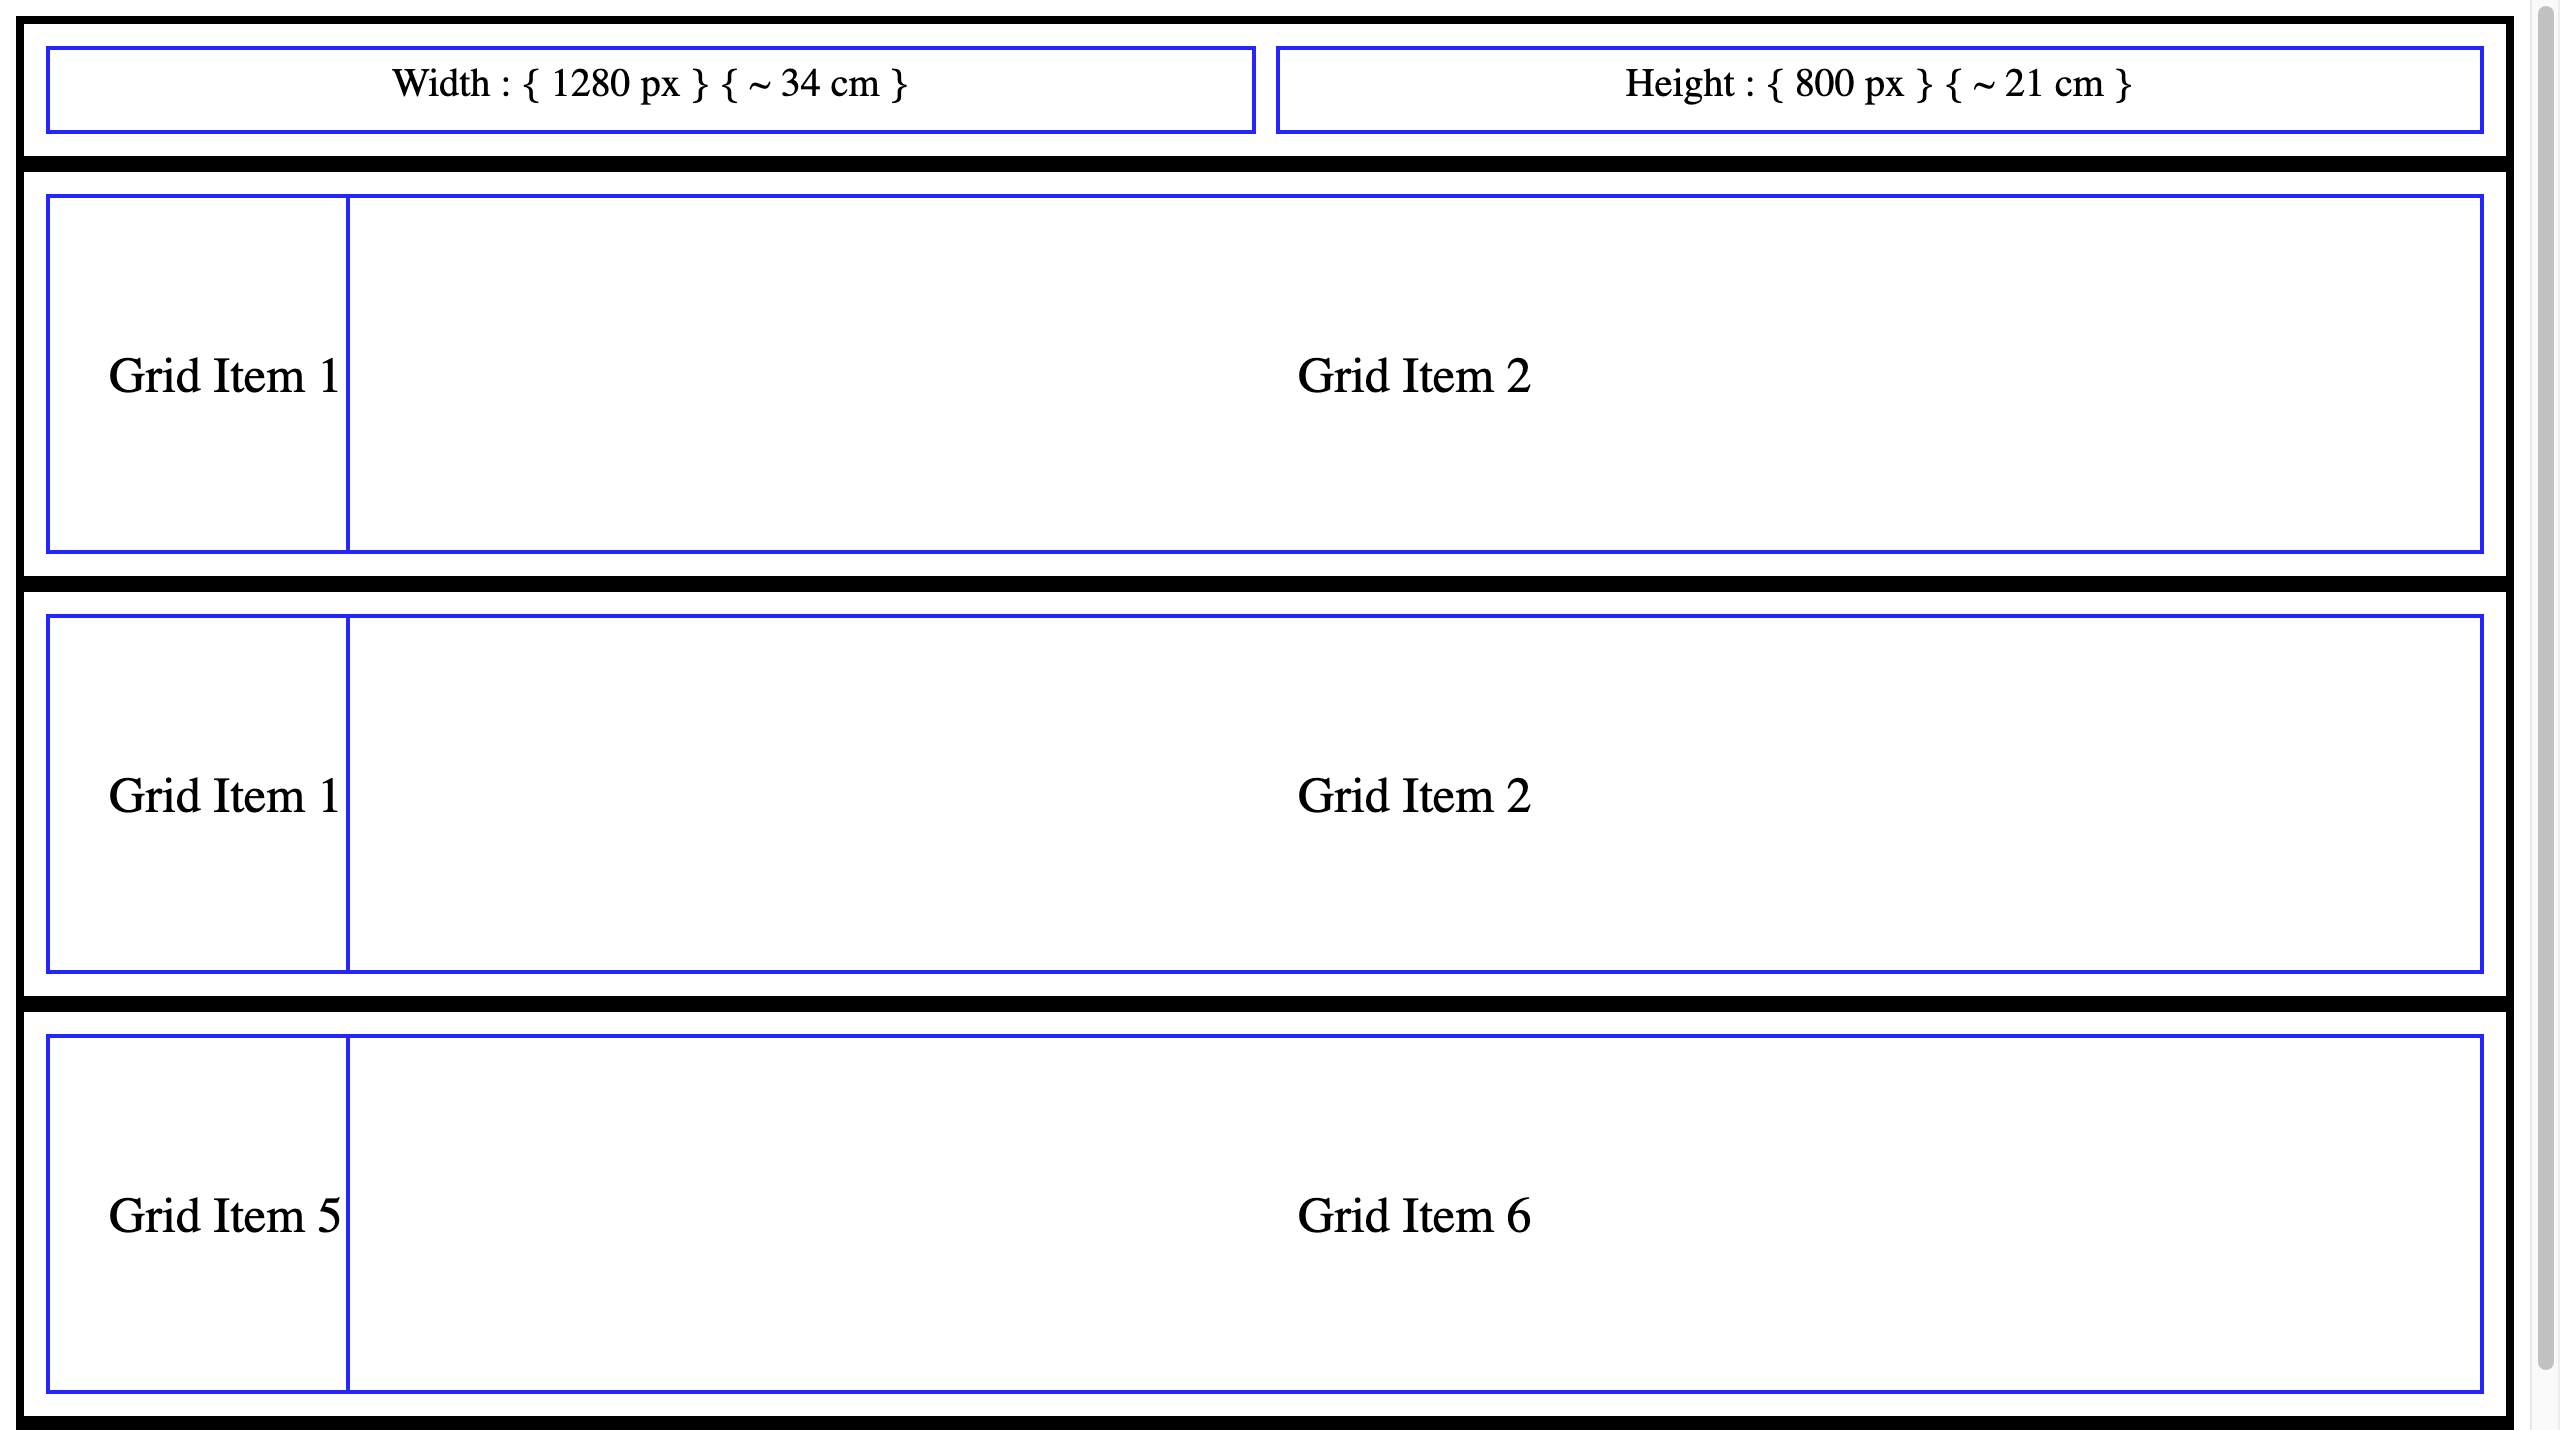 Width : { 1280 px } { ~ 34 cm }
Height : { 800 px } { ~ 21 cm }
Grid Item 1
Grid Item 2
Grid Item 1
Grid Item 2
Grid Item 5
Grid Item 6